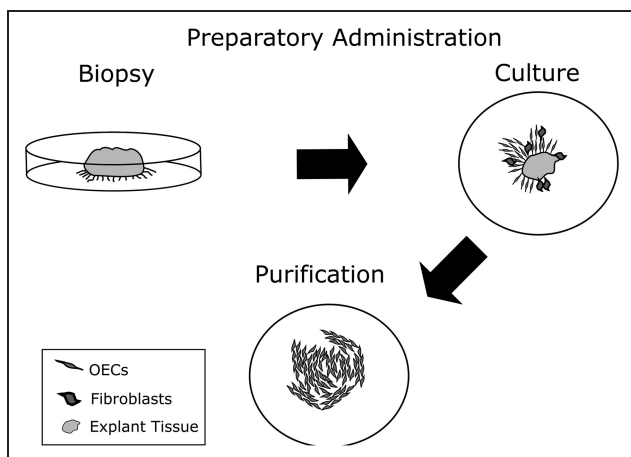 Preparatory Administration
Biopsy
Culture
Purification
OECs
Fibroblasts
Explant Tissue